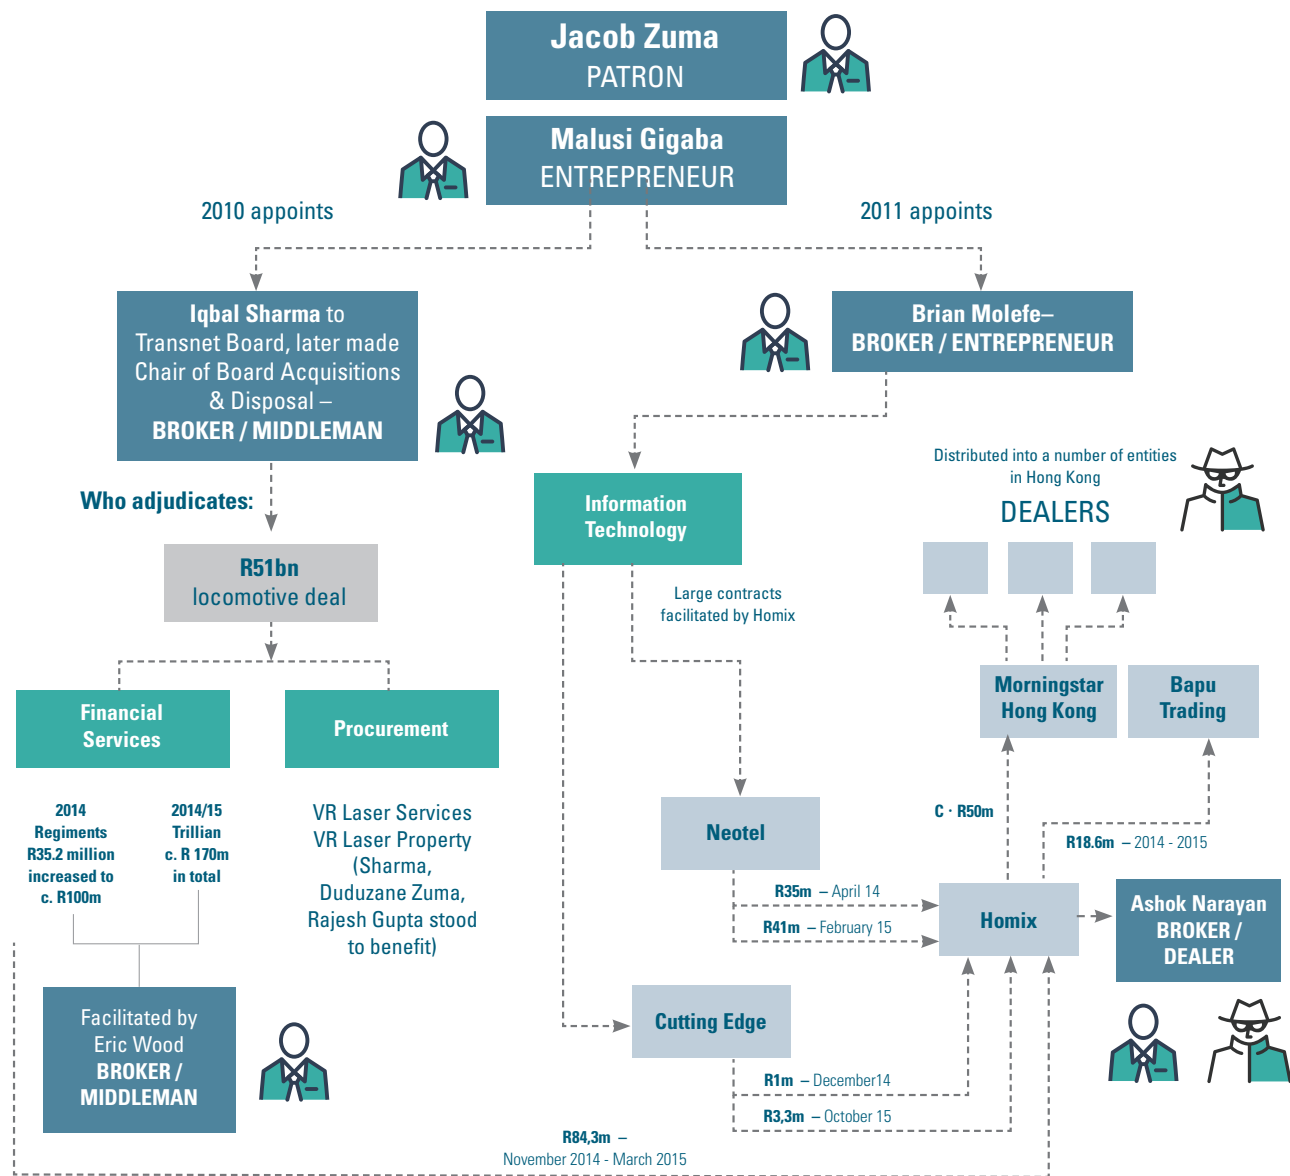 Jacob Zuma
PATRON
Malusi Gigaba
ENTREPRENEUR
2010 appoints
2011 appoints
Iqbal Sharma to
Transnet Board, later made
Chair of Board Acquisitions
& Disposal –
BROKER / MIDDLEMAN
Brian Molefe–
BROKER / ENTREPRENEUR
Who adjudicates:
R51bn
locomotive deal
Information
Technology
Distributed into a number of entities
in Hong Kong
DEALERS
Large contracts
facilitated by Homix
Financial
Services
Procurement
Morningstar
Hong Kong
Bapu
Trading
2014
Regiments
R35.2 million
increased to
c. R100m
2014/15
Trillian
c. R 170m
in total
VR Laser Services
VR Laser Property
(Sharma,
Duduzane Zuma,
Rajesh Gupta stood
to benefit)
Neotel
C · R50m
R18.6m – 2014 - 2015
R35m – April 14
R41m – February 15
Homix
Ashok Narayan
BROKER /
DEALER
Facilitated by
Eric Wood
BROKER /
MIDDLEMAN
Cutting Edge
R1m – December14
R3,3m – October 15
R84,3m –
November 2014 - March 2015